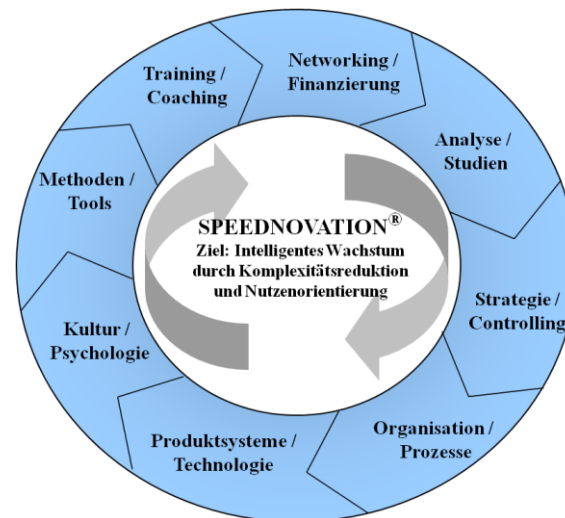 Networking /
Finanzierung
Analyse /
Studien
Strategie /
Controlling
Organisation /
Prozesse
Produktsysteme /
Technologie
Kultur /
Psychologie
Methoden /
Tools
Training /
Coaching
SPEEDNOVATION®
Ziel: Intelligentes Wachstum
durch Komplexitätsreduktion
und Nutzenorientierung